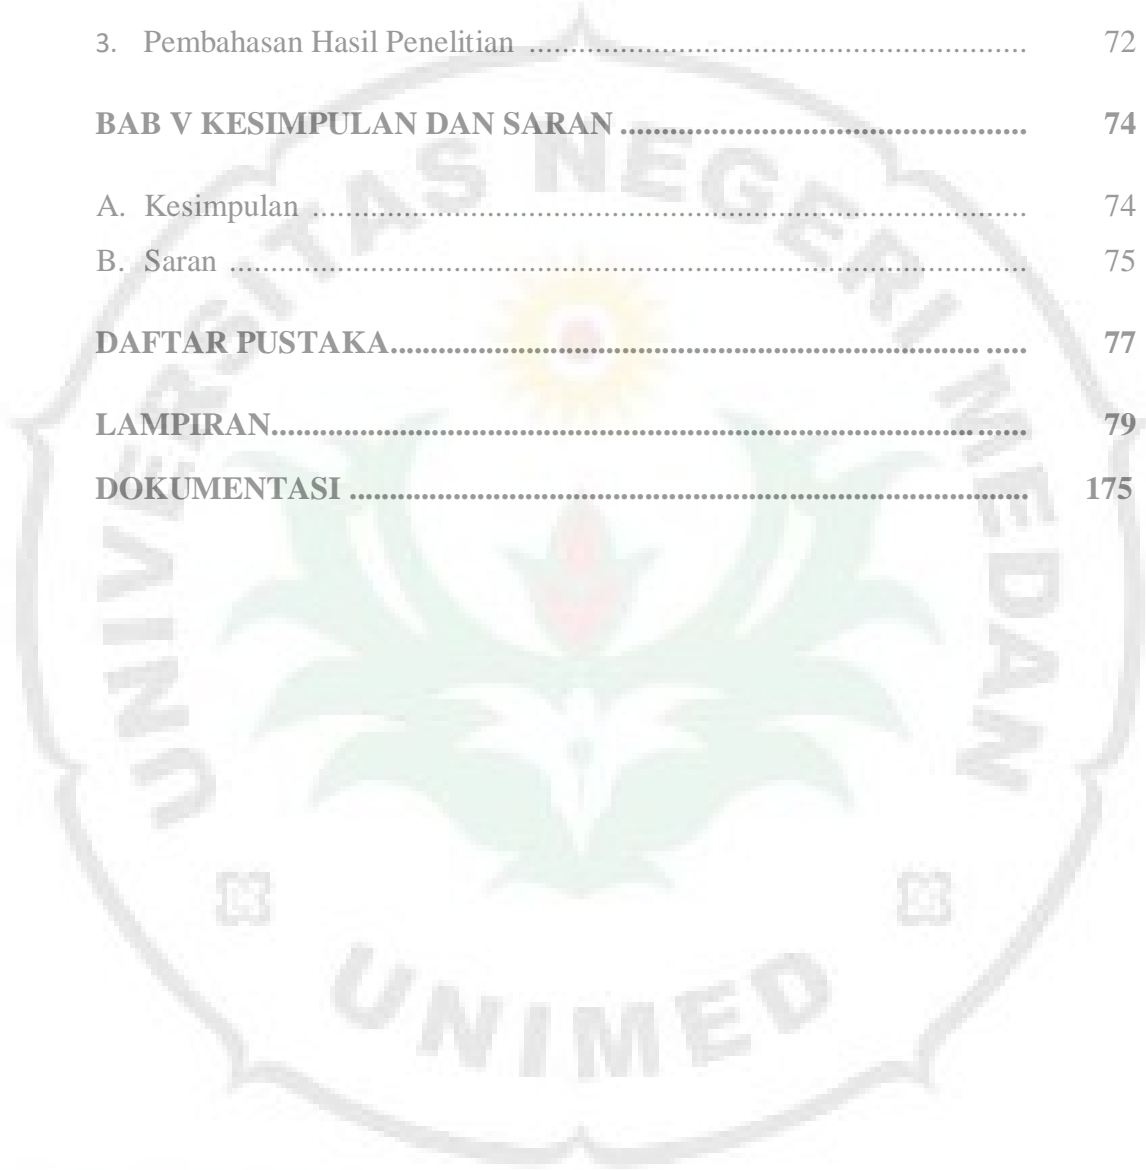 3. Pembahasan Hasil Penelitian ............................................................. 72
BAB V KESIMPULAN DAN SARAN .................................................. 74
A. Kesimpulan ....................................................................................... 74
B. Saran ................................................................................................. 75
DAFTAR PUSTAKA......................................................................... ..... 77
LAMPIRAN....................................................................................... ...... 79
DOKUMENTASI ................................................................................... 175
UNIVERSITAS NEGERI MEDAN
UNIMED